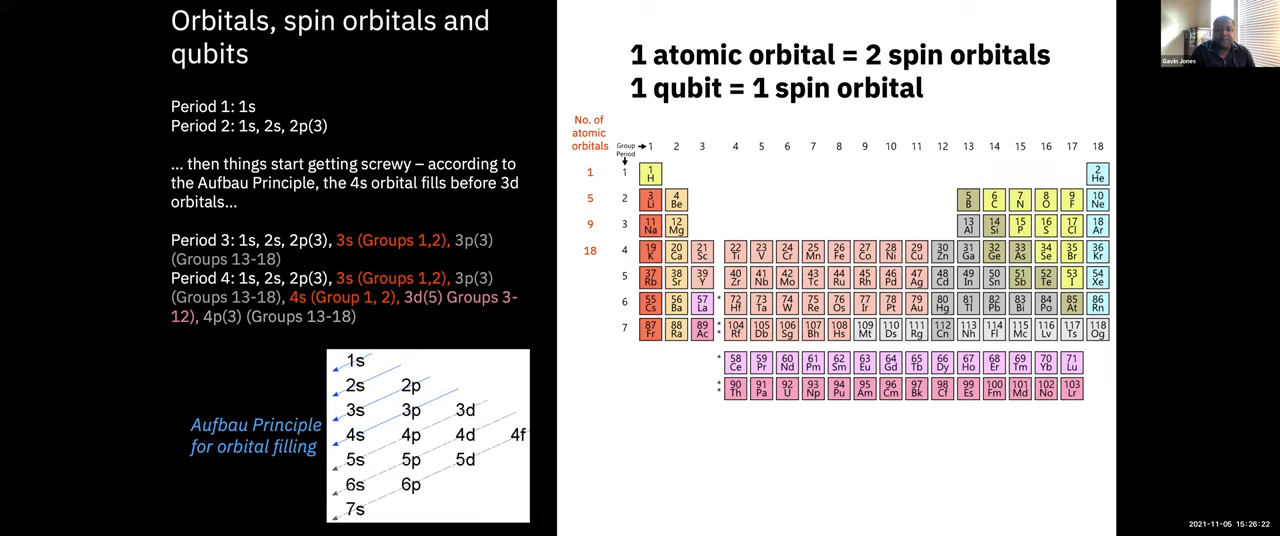 Orbitals, spin orbitals and
qubits
Period 1: 1s
Period 2: 1s, 2s, 2p(3)
... then things start getting screwy – according to
the Aufbau Principle, the 4s orbital fills before 3d
orbitals...
Period 3: 1s, 2s, 2p(3), 3s (Groups 1,2), 3p(3)
(Groups 13-18)
Period 4: 1s, 2s, 2p(3), 3s (Groups 1,2), 3p(3)
(Groups 13-18), 4s (Group 1, 2), 3d(5) Groups 3-
12), 4p(3) (Groups 13-18)
Aufbau Principle
for orbital filling
1s
2s 2p
3s 3p 3d
4s 4p 4d 4f
5s 5p 5d
6s 6p
7s
1 atomic orbital = 2 spin orbitals
1 qubit = 1 spin orbital
No. of
atomic
orbitals
1
5
9
18
Group 1 2 3 4 5 6 7 8 9 10 11 12 13 14 15 16 17 18
Period
1 1 2
H He
2 3 4 5 6 7 8 9 10
Li Be B C N O F Ne
3 11 12 13 14 15 16 17 18
Na Mg Al Si P S Cl Ar
4 19 20 21 22 23 24 25 26 27 28 29 30 31 32 33 34 35 36
K Ca Sc Ti V Cr Mn Fe Co Ni Cu Zn Ga Ge As Se Br Kr
5 37 38 39 40 41 42 43 44 45 46 47 48 49 50 51 52 53 54
Rb Sr Y Zr Nb Mo Tc Ru Rh Pd Ag Cd In Sn Sb Te I Xe
6 55 56 57 * 72 73 74 75 76 77 78 79 80 81 82 83 84 85 86
Cs Ba La Hf Ta W Re Os Ir Pt Au Hg Tl Pb Bi Po At Rn
7 87 88 89 * * 104 105 106 107 108 109 110 111 112 113 114 115 116 117 118
Fr Ra Ac Rf Db Sg Bh Hs Mt Ds Rg Cn Nh Fl Mc Lv Ts Og
* 58 59 60 61 62 63 64 65 66 67 68 69 70 71
Ce Pr Nd Pm Sm Eu Gd Tb Dy Ho Er Tm Yb Lu
* * 90 91 92 93 94 95 96 97 98 99 100 101 102 103
Th Pa U Np Pu Am Cm Bk Cf Es Fm Md No Lr
Gavin Jones
2021-11-05 15:26:22